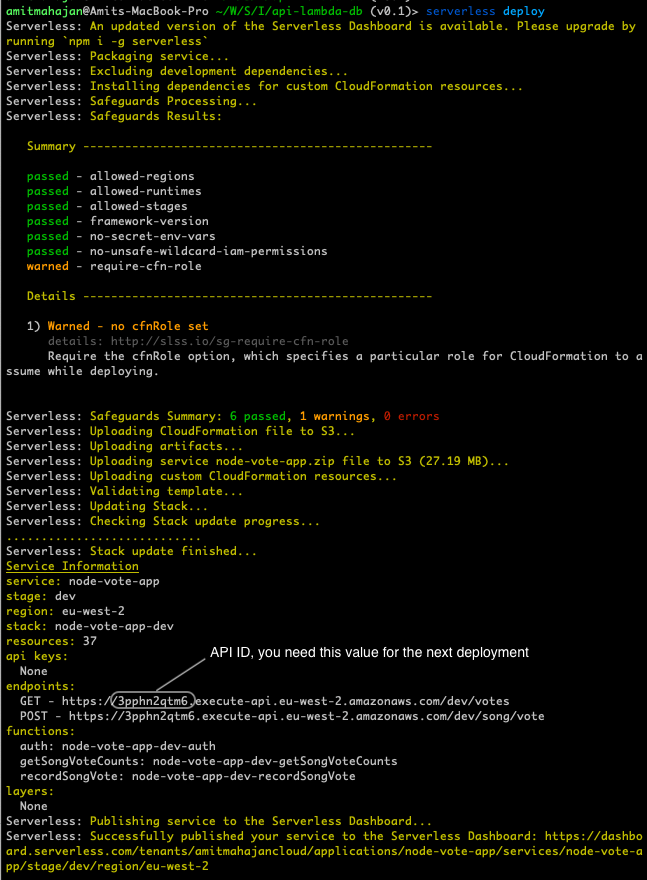 amitmahajan@Amits-MacBook-Pro ~/W/S/I/api-lambda-db (v0.1)> serverless deploy
Serverless: An updated version of the Serverless Dashboard is available. Please upgrade by
running `npm i -g serverless`
Serverless: Packaging service...
Serverless: Excluding development dependencies...
Serverless: Installing dependencies for custom CloudFormation resources...
Serverless: Safeguards Processing...
Serverless: Safeguards Results:
Summary --------------------------------------------------
passed - allowed-regions
passed - allowed-runtimes
passed - allowed-stages
passed - framework-version
passed - no-secret-env-vars
passed - no-unsafe-wildcard-iam-permissions
warned - require-cfn-role
Details --------------------------------------------------
1) Warned - no cfnRole set
details: http://slss.io/sg-require-cfn-role
Require the cfnRole option, which specifies a particular role for CloudFormation to a
ssume while deploying.
Serverless: Safeguards Summary: 6 passed, 1 warnings, 0 errors
Serverless: Uploading CloudFormation file to S3...
Serverless: Uploading artifacts...
Serverless: Uploading service node-vote-app.zip file to S3 (27.19 MB)...
Serverless: Uploading custom CloudFormation resources...
Serverless: Validating template...
Serverless: Updating Stack...
Serverless: Checking Stack update progress...
............................
Serverless: Stack update finished...
Service Information
service: node-vote-app
stage: dev
region: eu-west-2
stack: node-vote-app-dev
resources: 37
API ID, you need this value for the next deployment
api keys:
None
endpoints:
GET - https://3pphn2qtm6.execute-api.eu-west-2.amazonaws.com/dev/votes
POST - https://3pphn2qtm6.execute-api.eu-west-2.amazonaws.com/dev/song/vote
functions:
auth: node-vote-app-dev-auth
getSongVoteCounts: node-vote-app-dev-getSongVoteCounts
recordSongVote: node-vote-app-dev-recordSongVote
layers:
None
Serverless: Publishing service to the Serverless Dashboard...
Serverless: Successfully published your service to the Serverless Dashboard: https://dashbo
ard.serverless.com/tenants/amitmahajancloud/applications/node-vote-app/services/node-vote-a
pp/stage/dev/region/eu-west-2